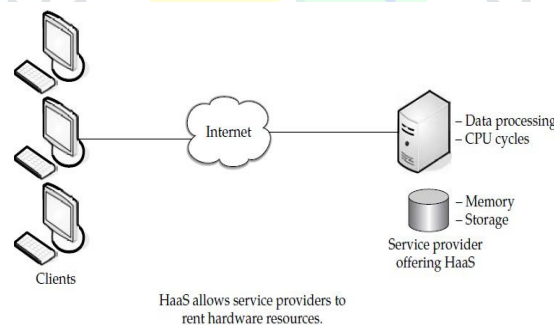 Internet
– Data processing
– CPU cycles
– Memory
– Storage
Service provider
offering HaaS
Clients
HaaS allows service providers to
rent hardware resources.